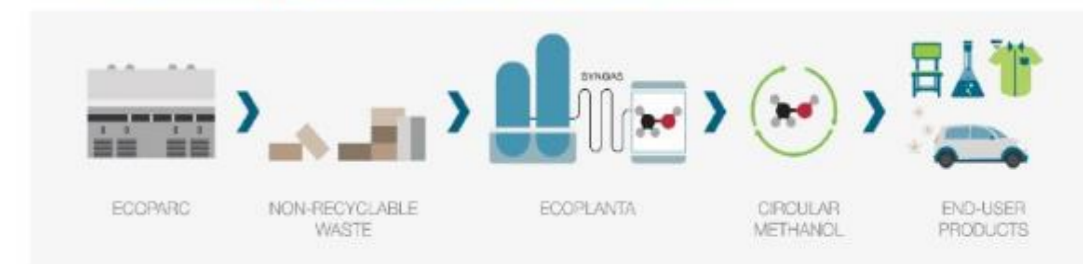 SYNGAS
ECOPARC
NON-RECYCLABLE
WASTE
ECOPLANTA
CIRCULAR
METHANOL
END-USER
PRODUCTS